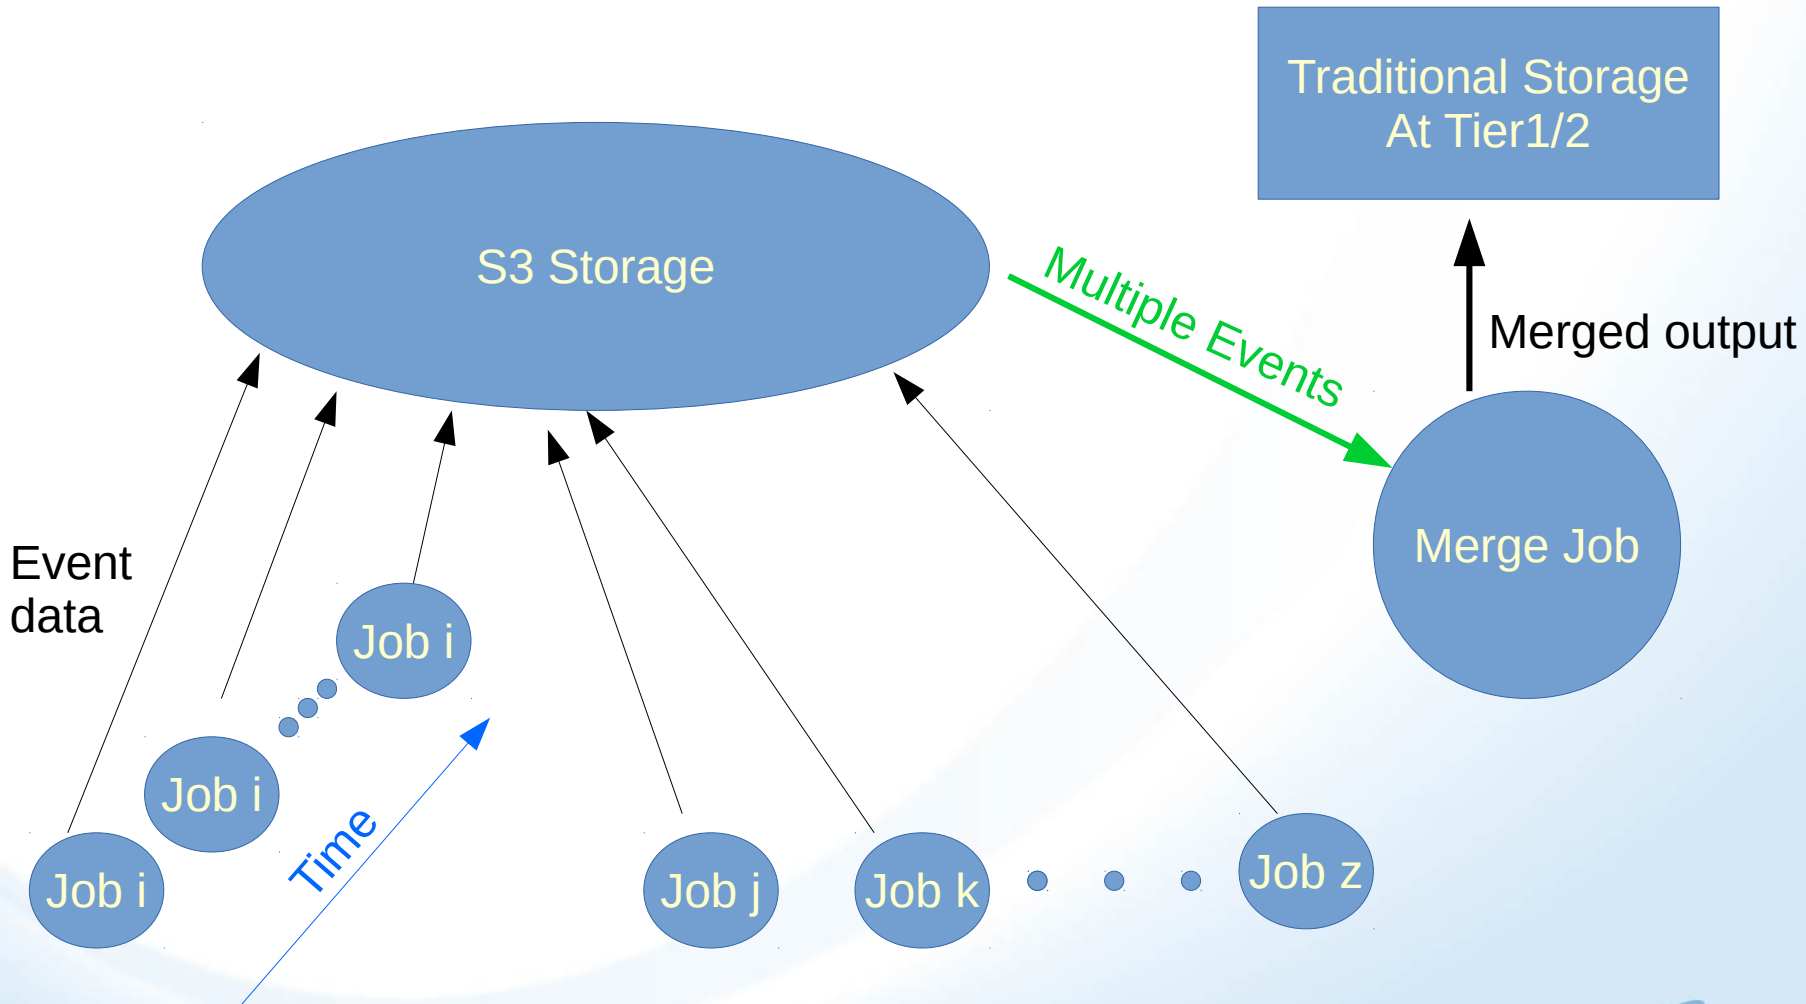 Traditional Storage
At Tier1/2
S3 Storage
Multiple Events
Merged output
Merge Job
Event
data
Job i
Job i
Job i
Time
Job j
Job k
Job z